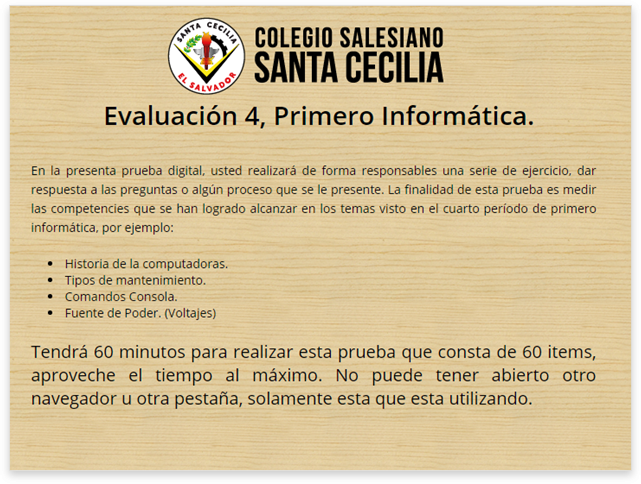 SANTA CECILIA
EL SALVADOR
COLEGIO SALESIANO
SANTA CECILIA
Evaluación 4, Primero Informática.
En la presenta prueba digital, usted realizará de forma responsables una serie de ejercicio, dar
respuesta a las preguntas o algún proceso que se le presente. La finalidad de esta prueba es medir
las competencies que se han logrado alcanzar en los temas visto en el cuarto período de primero
informática, por ejemplo:
• Historia de la computadoras.
• Tipos de mantenimiento.
• Comandos Consola.
• Fuente de Poder. (Voltajes)
Tendrá 60 minutos para realizar esta prueba que consta de 60 items,
aproveche el tiempo al máximo. No puede tener abierto otro
navegador u otra pestaña, solamente esta que esta utilizando.